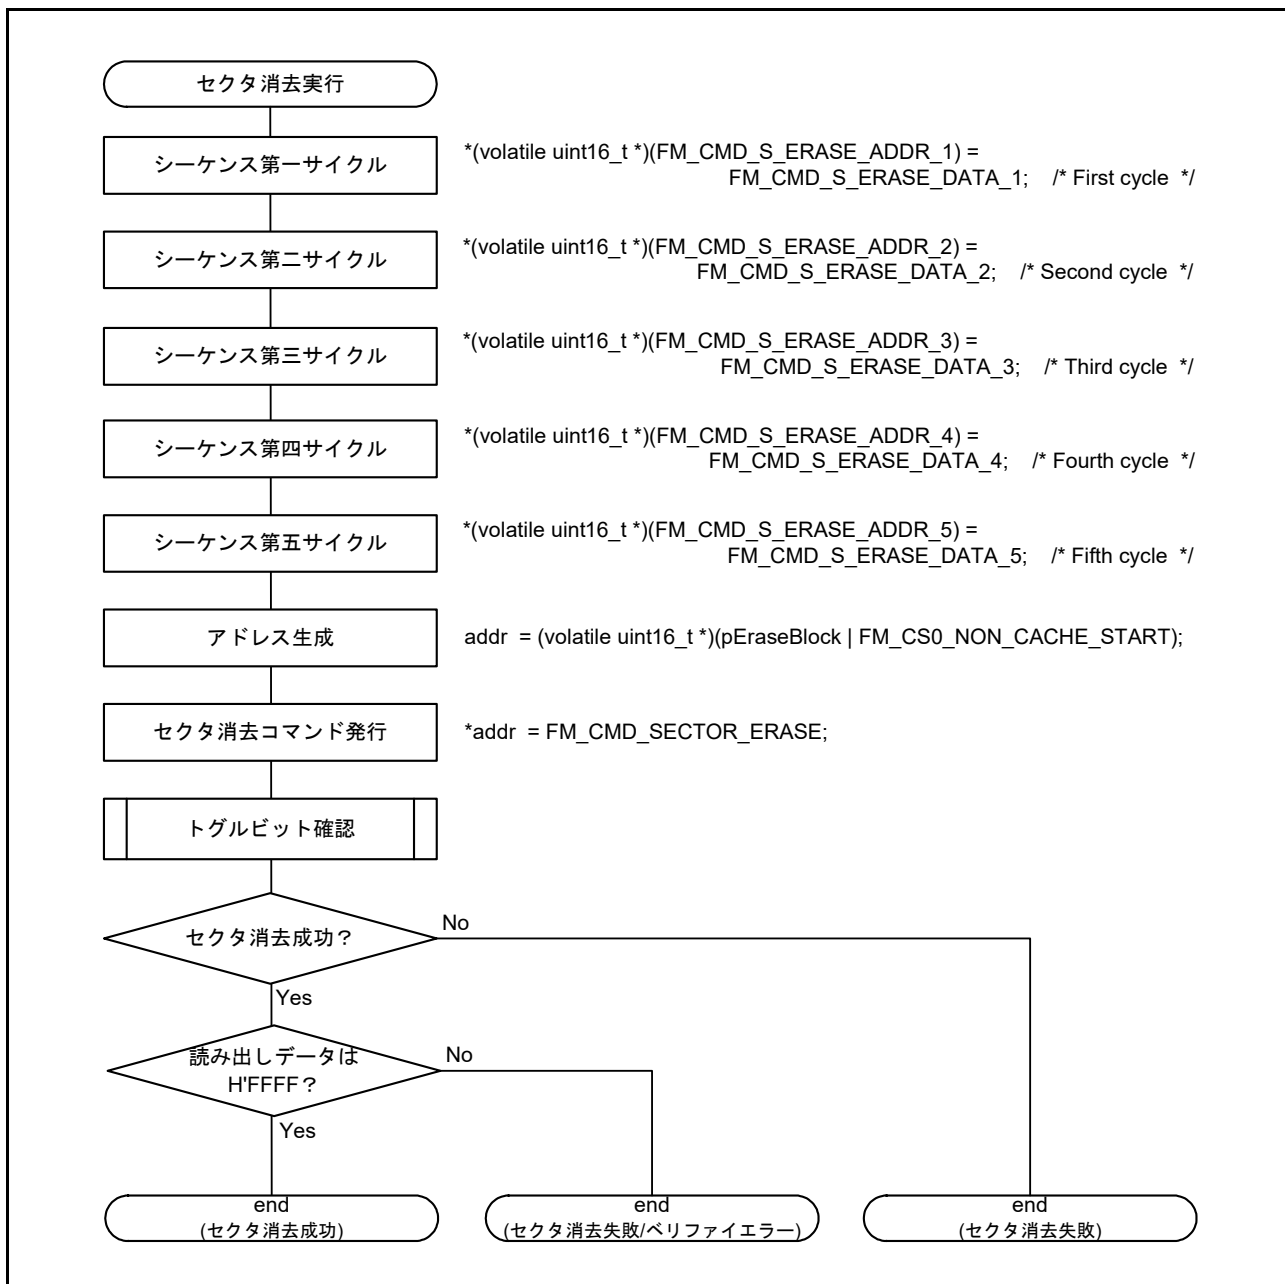 セクタ消去実行
シーケンス第一サイクル
*(volatile uint16_t *)(FM_CMD_S_ERASE_ADDR_1) =
FM_CMD_S_ERASE_DATA_1; /* First cycle */
シーケンス第二サイクル
*(volatile uint16_t *)(FM_CMD_S_ERASE_ADDR_2) =
FM_CMD_S_ERASE_DATA_2; /* Second cycle */
シーケンス第三サイクル
*(volatile uint16_t *)(FM_CMD_S_ERASE_ADDR_3) =
FM_CMD_S_ERASE_DATA_3; /* Third cycle */
シーケンス第四サイクル
*(volatile uint16_t *)(FM_CMD_S_ERASE_ADDR_4) =
FM_CMD_S_ERASE_DATA_4; /* Fourth cycle */
シーケンス第五サイクル
*(volatile uint16_t *)(FM_CMD_S_ERASE_ADDR_5) =
FM_CMD_S_ERASE_DATA_5; /* Fifth cycle */
アドレス生成
addr = (volatile uint16_t *)(pEraseBlock | FM_CS0_NON_CACHE_START);
セクタ消去コマンド発行
*addr = FM_CMD_SECTOR_ERASE;
トグルビット確認
セクタ消去成功？
No
Yes
読み出しデータは
H'FFFF？
No
Yes
end
(セクタ消去成功)
end
(セクタ消去失敗/ベリファイエラー)
end
(セクタ消去失敗)